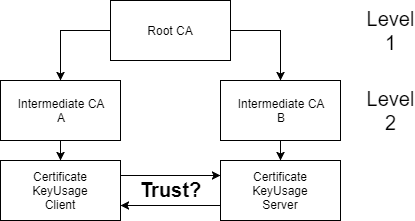 Root CA
Level
1
Intermediate CA
A
Intermediate CA
B
Level
2
Certificate
KeyUsage
Client
Trust?
Certificate
KeyUsage
Server